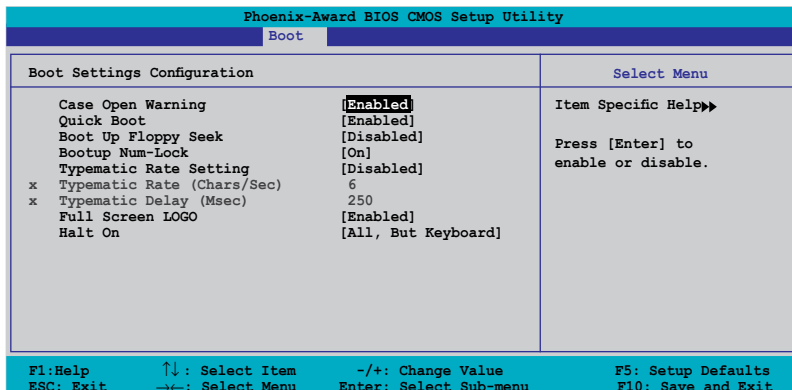 Phoenix-Award BIOS CMOS Setup Utility
Boot
Boot Settings Configuration
Select Menu
Case Open Warning [Enabled]
Quick Boot [Enabled]
Boot Up Floppy Seek [Disabled]
Bootup Num-Lock [On]
Typematic Rate Setting [Disabled]
x Typematic Rate (Chars/Sec) 6
x Typematic Delay (Msec) 250
Full Screen LOGO [Enabled]
Halt On [All, But Keyboard]
Item Specific Help▸▸
Press [Enter] to
enable or disable.
F1:Help ↑↓ : Select Item -/+: Change Value F5: Setup Defaults
ESC: Exit →←: Select Menu Enter: Select Sub-menu F10: Save and Exit